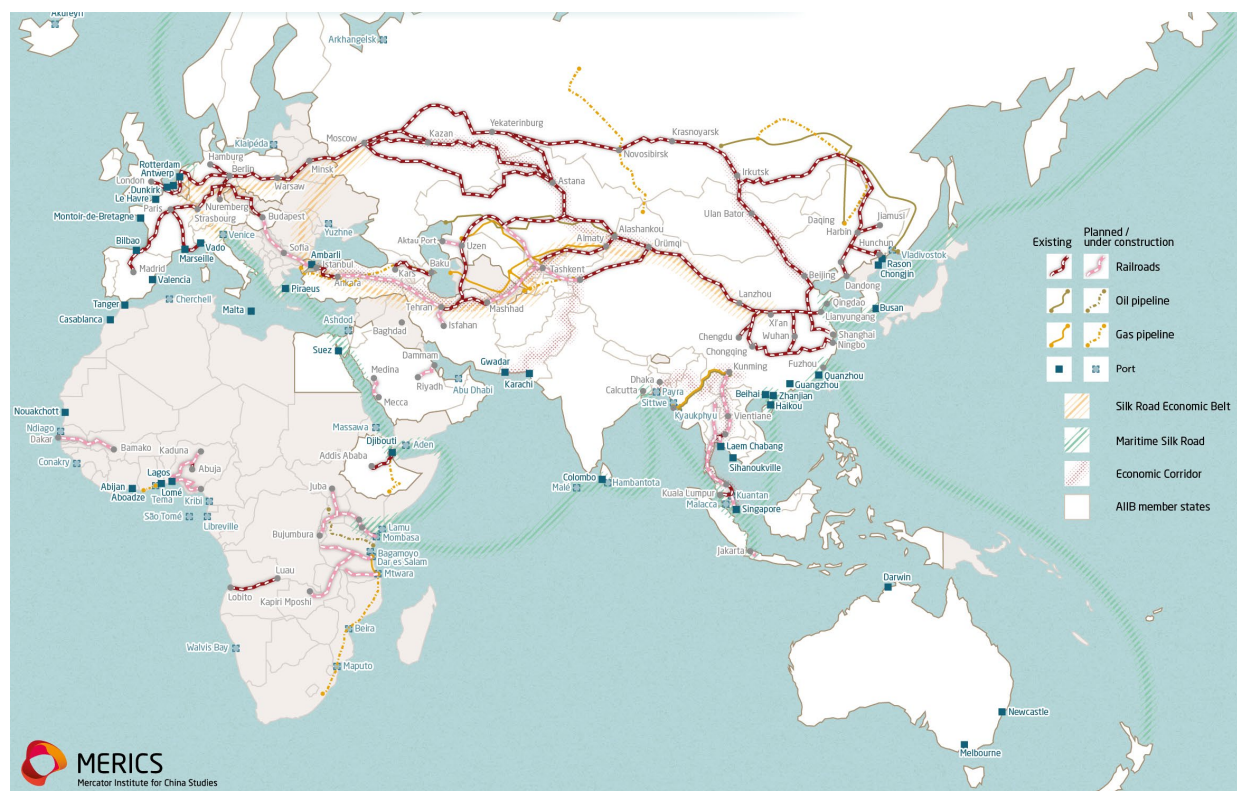 Akureyri
Arkhangelsk
Yekaterinburg
Kazan
Moscow
Krasnoyarsk
Novosibirsk
Klaipėda
Hamburg
Rotterdam
Antwerp
Berlin
Minsk
London
Warsaw
Dunkirk
Le Havre
Paris
Nuremberg
Strasbourg
Budapest
Montoir-de-Bretagne
Astana
Irkutsk
Ulan Bator
Daqing
Jiamusi
Harbin
Hunchun
Vladivostok
Rason
Chongjin
Dandong
Beijing
Bilbao
Venice
Yuzhne
Sofia
Aktau Port
Uzen
Almaty
Alashankou
Ürümqi
Vado
Marseille
Madrid
Valencia
Ambarli
Istanbul
Ankara
Kars
Baku
Tashkent
Tanger
Casablanca
Cherchell
Malta
Piraeus
Tehran
Mashhad
Isfahan
Lanzhou
Qingdao
Lianyungang
Busan
Xi'an
Wuhan
Shanghai
Ningbo
Chengdu
Chongqing
Ashdod
Baghdad
Suez
Dammam
Medina
Riyadh
Mecca
Abu Dhabi
Gwadar
Karachi
Dhaka
Calcutta
Payra
Sittwe
Kyaukphyu
Kunming
Fuzhou
Quanzhou
Guangzhou
Beihai
Zhanjian
Haikou
Vientiane
Nouakchott
Ndiago
Dakar
Bamako
Kaduna
Conakry
Abuja
Lagos
Abijan
Aboadze
Tema
Lomé
Kribi
São Tomé
Libreville
Massawa
Djibouti
Aden
Addis Ababa
Juba
Colombo
Malé
Hambantota
Laem Chabang
Sihanoukville
Kuala Lumpur
Kuantan
Malacca
Singapore
Jakarta
Bujumbura
Lamu
Mombasa
Bagamoyo
Dar es-Salam
Mtwara
Luau
Lobito
Kapiri Mposhi
Beira
Walvis Bay
Maputo
Darwin
Newcastle
Melbourne
Existing
Planned /
under construction
Railroads
Oil pipeline
Gas pipeline
Port
Silk Road Economic Belt
Maritime Silk Road
Economic Corridor
AIIB member states
MERICS
Mercator Institute for China Studies